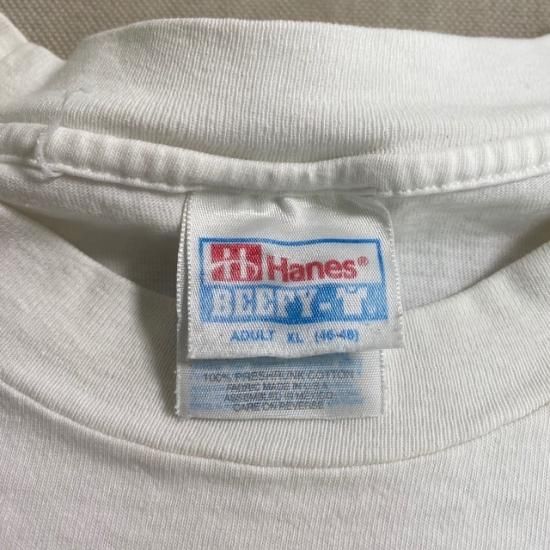 Hanes®
BEEFY-T®
ADULT XL (46-48)
100% PRESHRUNK COTTON
FABRIC MADE IN U.S.A.
ASSEMBLED IN MEXICO
CARE ON REVERSE